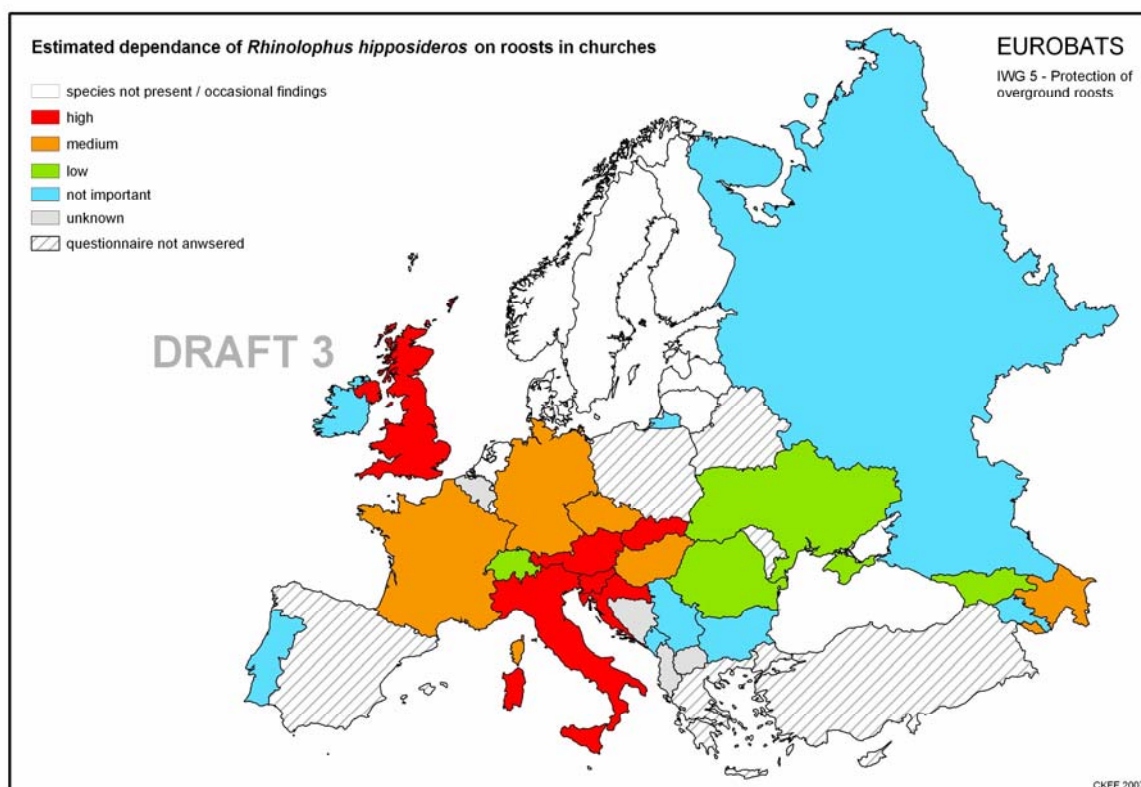 Estimated dependance of Rhinolophus hipposideros on roosts in churches
species not present / occasional findings
high
medium
low
not important
unknown
questionnaire not anwsered
EUROBATS
IWG 5 - Protection of
overground roosts
DRAFT 3